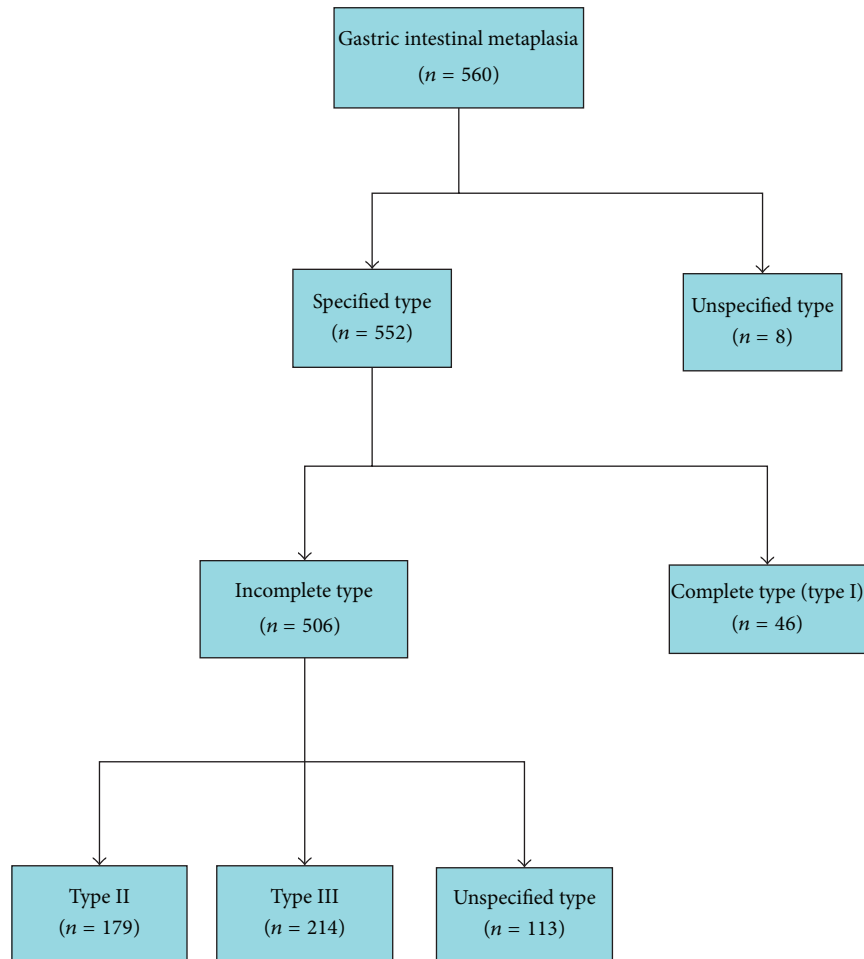 Gastric intestinal metaplasia
(n = 560)
Specified type
(n = 552)
Unspecified type
(n = 8)
Incomplete type
(n = 506)
Complete type (type I)
(n = 46)
Type II
(n = 179)
Type III
(n = 214)
Unspecified type
(n = 113)